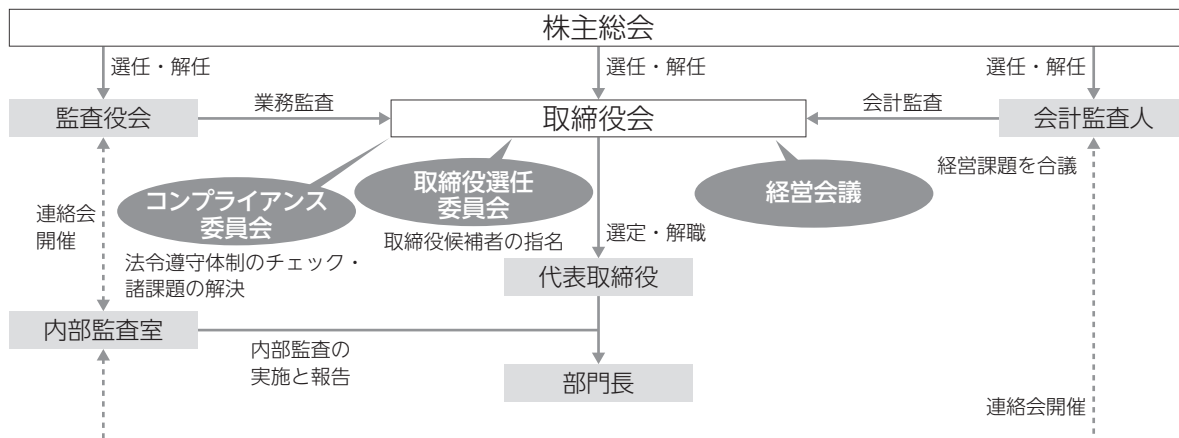 株主総会
選任・解任
選任・解任
選任・解任
監査役会
業務監査
取締役会
会計監査
会計監査人
コンプライアンス
委員会
取締役選任
委員会
経営会議
経営課題を合議
連絡会
開催
法令遵守体制のチェック・
諸課題の解決
取締役候補者の指名
選定・解職
代表取締役
内部監査室
内部監査の
実施と報告
部門長
連絡会開催